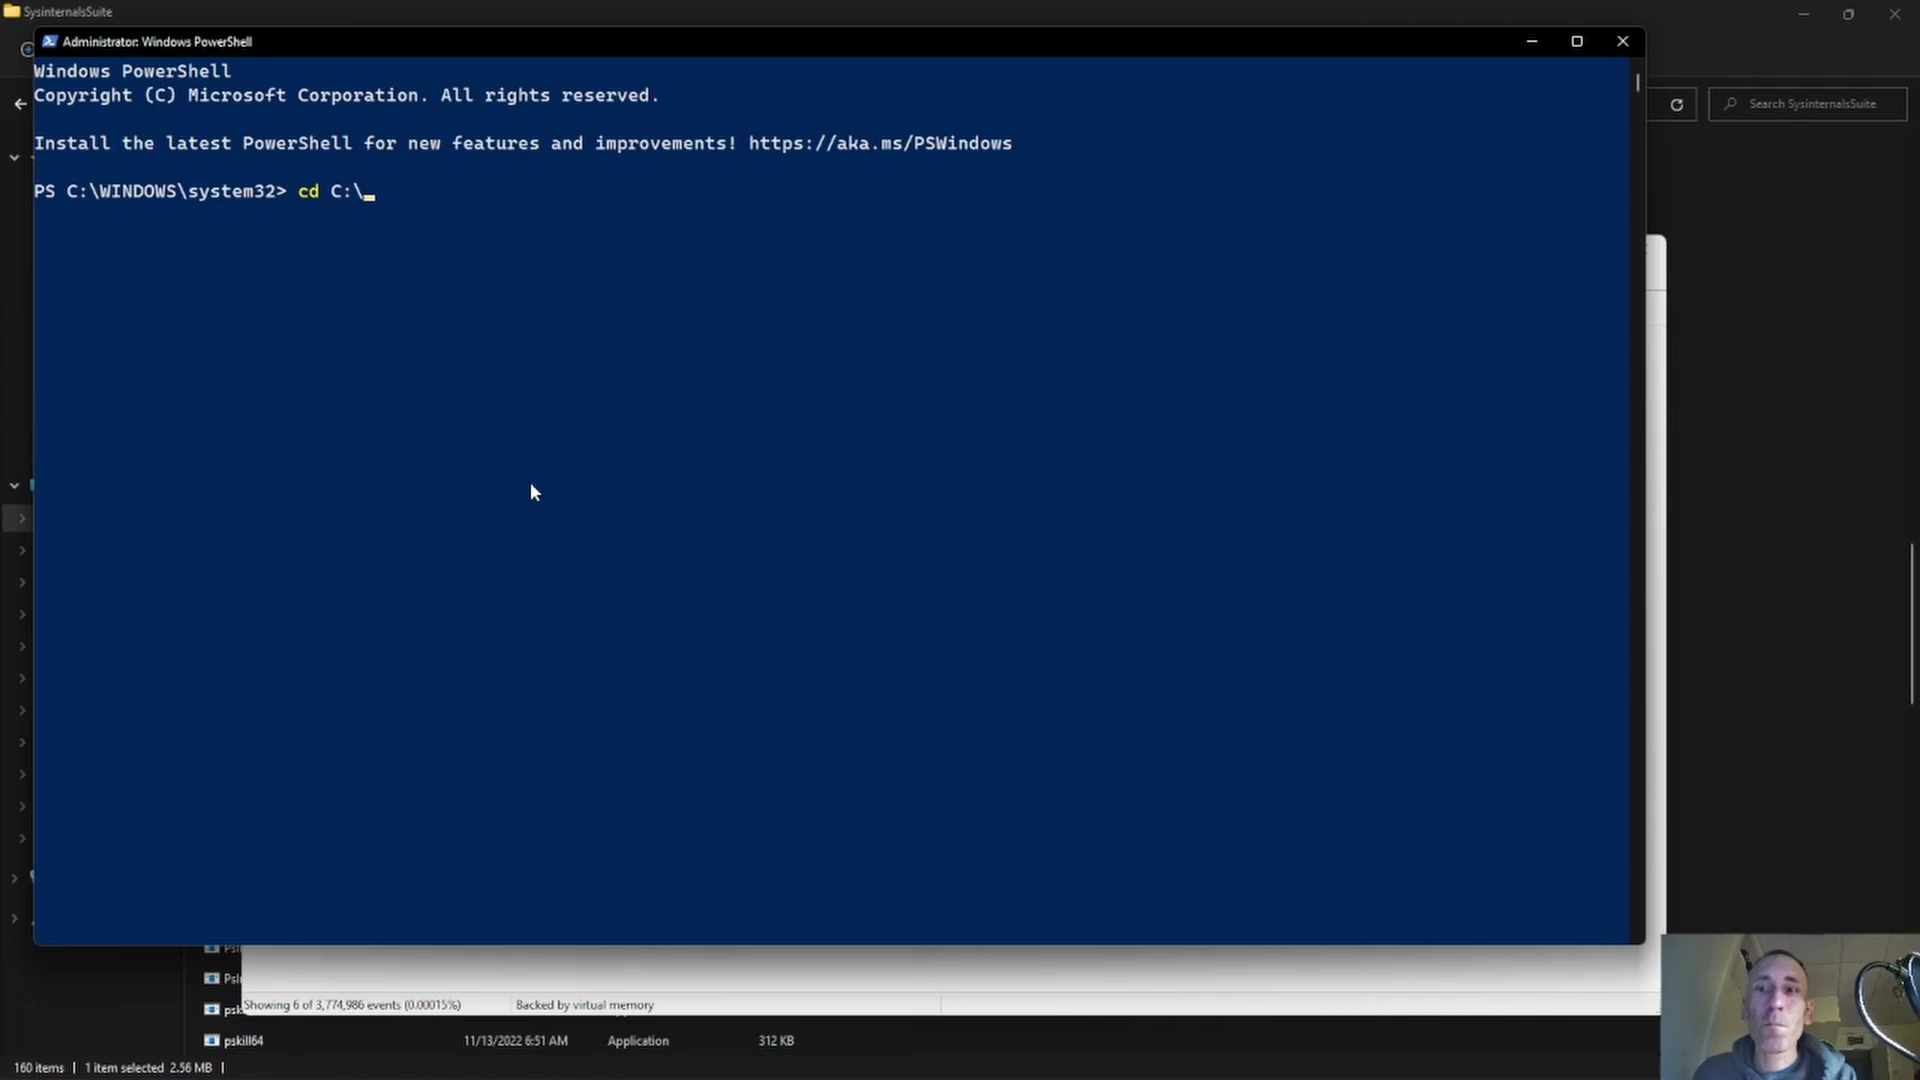 SysinternalsSuite
Administrator: Windows PowerShell
Windows PowerShell
Copyright (C) Microsoft Corporation. All rights reserved.
Search SysinternalsSuite
Install the latest PowerShell for new features and improvements! https://aka.ms/PSWindows
PS C:\WINDOWS\system32> cd C:\
Showing 6 of 3,774,986 events (0.00015%) Backed by virtual memory
pskill64 11/13/2022 6:51 AM Application 312 KB
160 items | 1 item selected 2.56 MB |